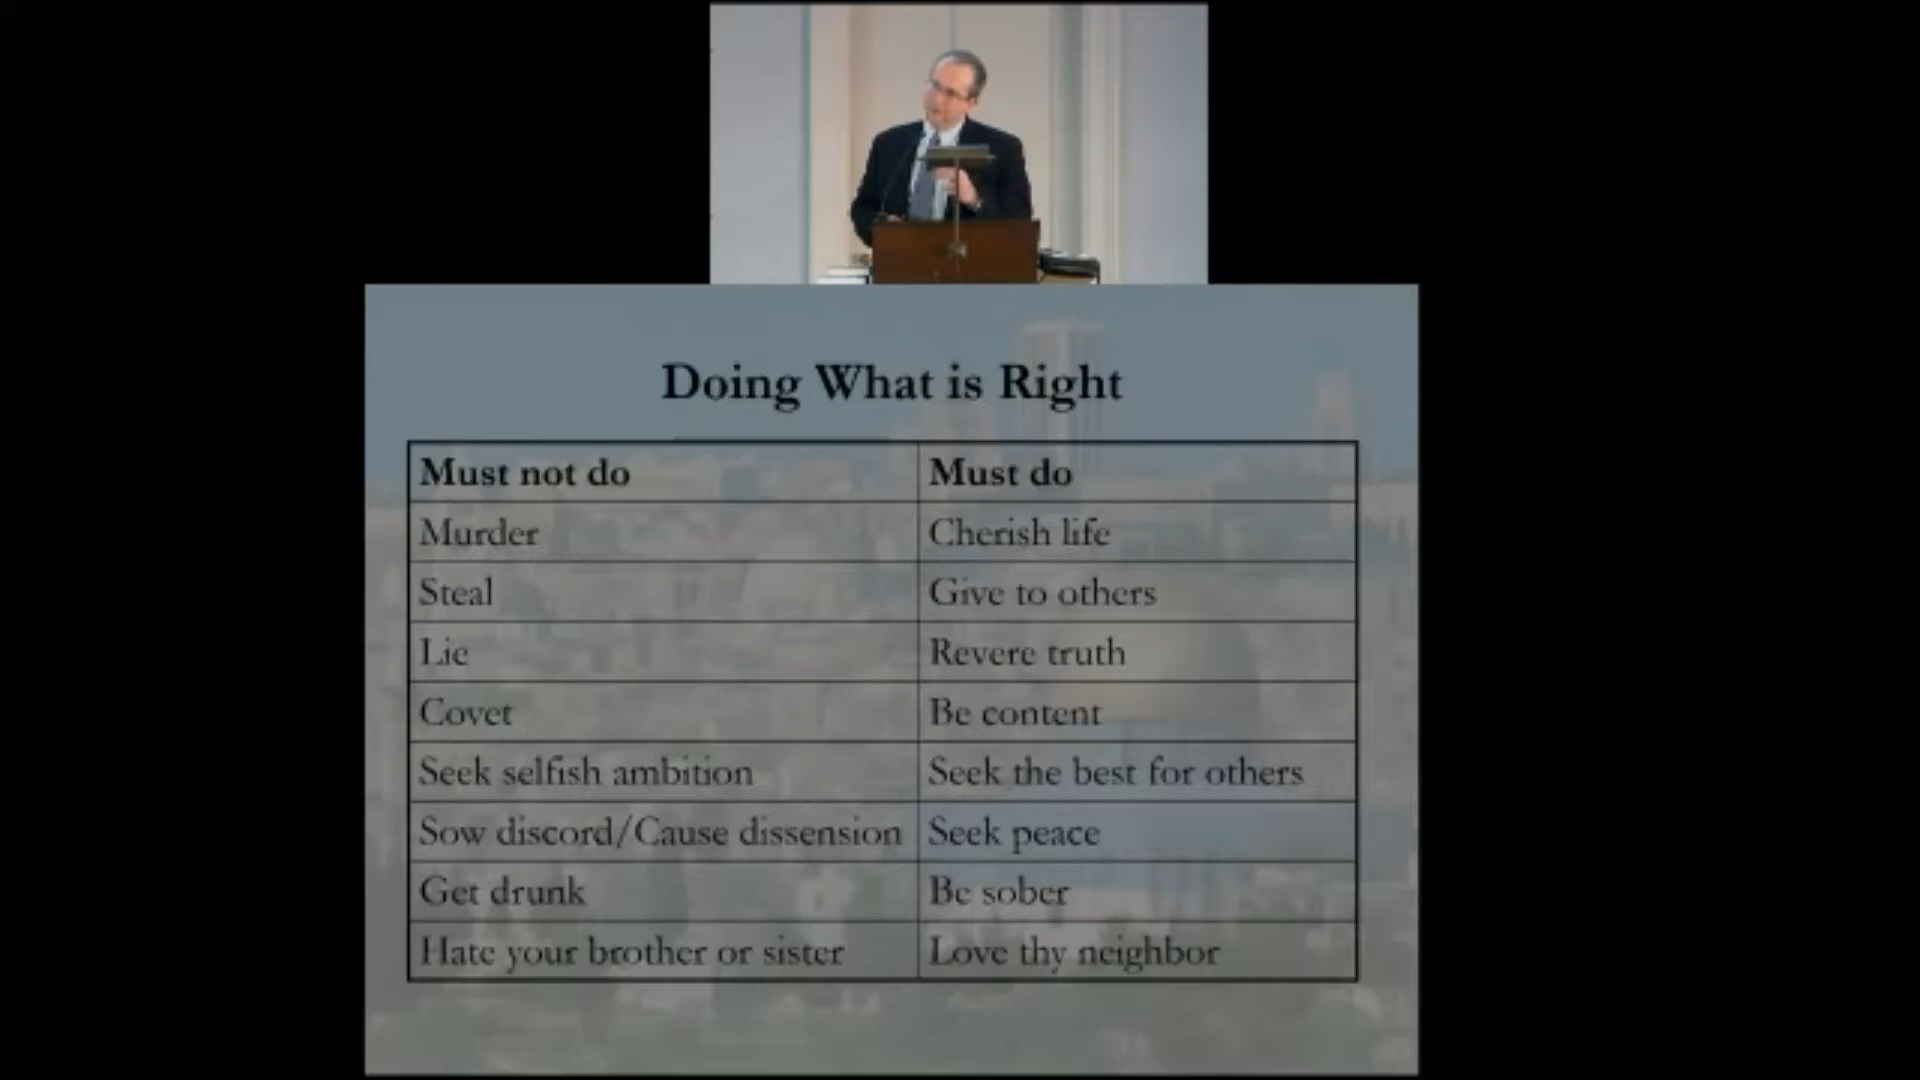 Doing What is Right
Must not do Must do
Murder Cherish life
Steal Give to others
Lie Revere truth
Covet Be content
Seek selfish ambition Seek the best for others
Sow discord/Cause dissension Seek peace
Get drunk Be sober
Hate your brother or sister Love thy neighbor